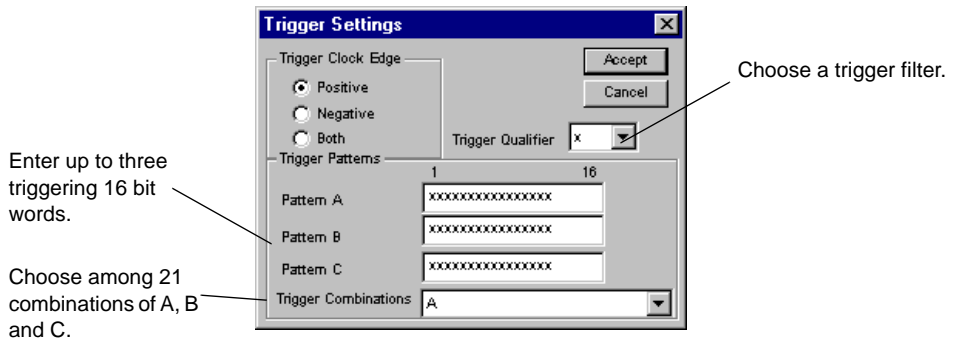 Trigger Settings
Trigger Clock Edge
Positive
Negative
Both
Accept
Cancel
Trigger Qualifier x
Choose a trigger filter.
Trigger Patterns
1 16
Pattern A xxxxxxxxxxxxxxxx
Pattern B xxxxxxxxxxxxxxxx
Pattern C xxxxxxxxxxxxxxxx
Trigger Combinations A
Enter up to three
triggering 16 bit
words.
Choose among 21
combinations of A, B
and C.